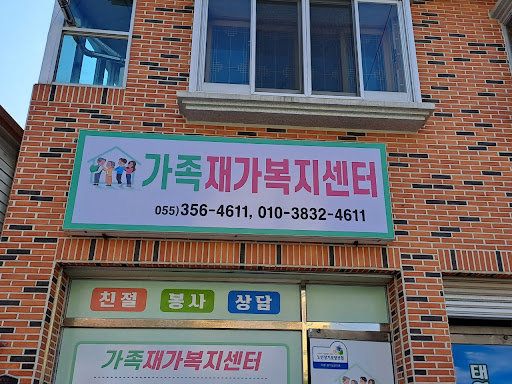 가족재가복지센터
055)356-4611, 010-3832-4611
친절 봉사 상담
가족재가복지센터
태